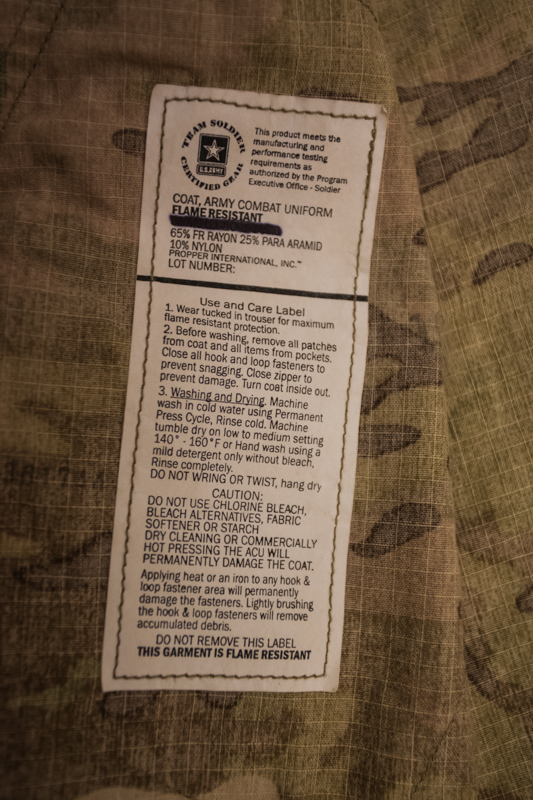 TEAM SOLDIER
U.S. ARMY
CERTIFIED GEAR
This product meets the
manufacturing and
performance testing
requirements as
authorized by the Program
Executive Office - Soldier
COAT, ARMY COMBAT UNIFORM
FLAME RESISTANT
65% FR RAYON 25% PARA ARAMID
10% NYLON
PROPPER INTERNATIONAL, INC.™
LOT NUMBER:
Use and Care Label
1. Wear tucked in trouser for maximum
flame resistant protection.
2. Before washing, remove all patches
from coat and all items from pockets.
Close all hook and loop fasteners to
prevent snagging. Close zipper to
prevent damage. Turn coat inside out.
3. Washing and Drying. Machine
wash in cold water using Permanent
Press Cycle, Rinse cold. Machine
tumble dry on low to medium setting
140° - 160°F or Hand wash using a
mild detergent only without bleach.
Rinse completely.
DO NOT WRING OR TWIST, hang dry
CAUTION:
DO NOT USE CHLORINE BLEACH,
BLEACH ALTERNATIVES, FABRIC
SOFTENER OR STARCH
DRY CLEANING OR COMMERCIALLY
HOT PRESSING THE ACU WILL
PERMANENTLY DAMAGE THE COAT.
Applying heat or an iron to any hook &
loop fastener area will permanently
damage the fasteners. Lightly brushing
the hook & loop fasteners will remove
accumulated debris.
DO NOT REMOVE THIS LABEL
THIS GARMENT IS FLAME RESISTANT